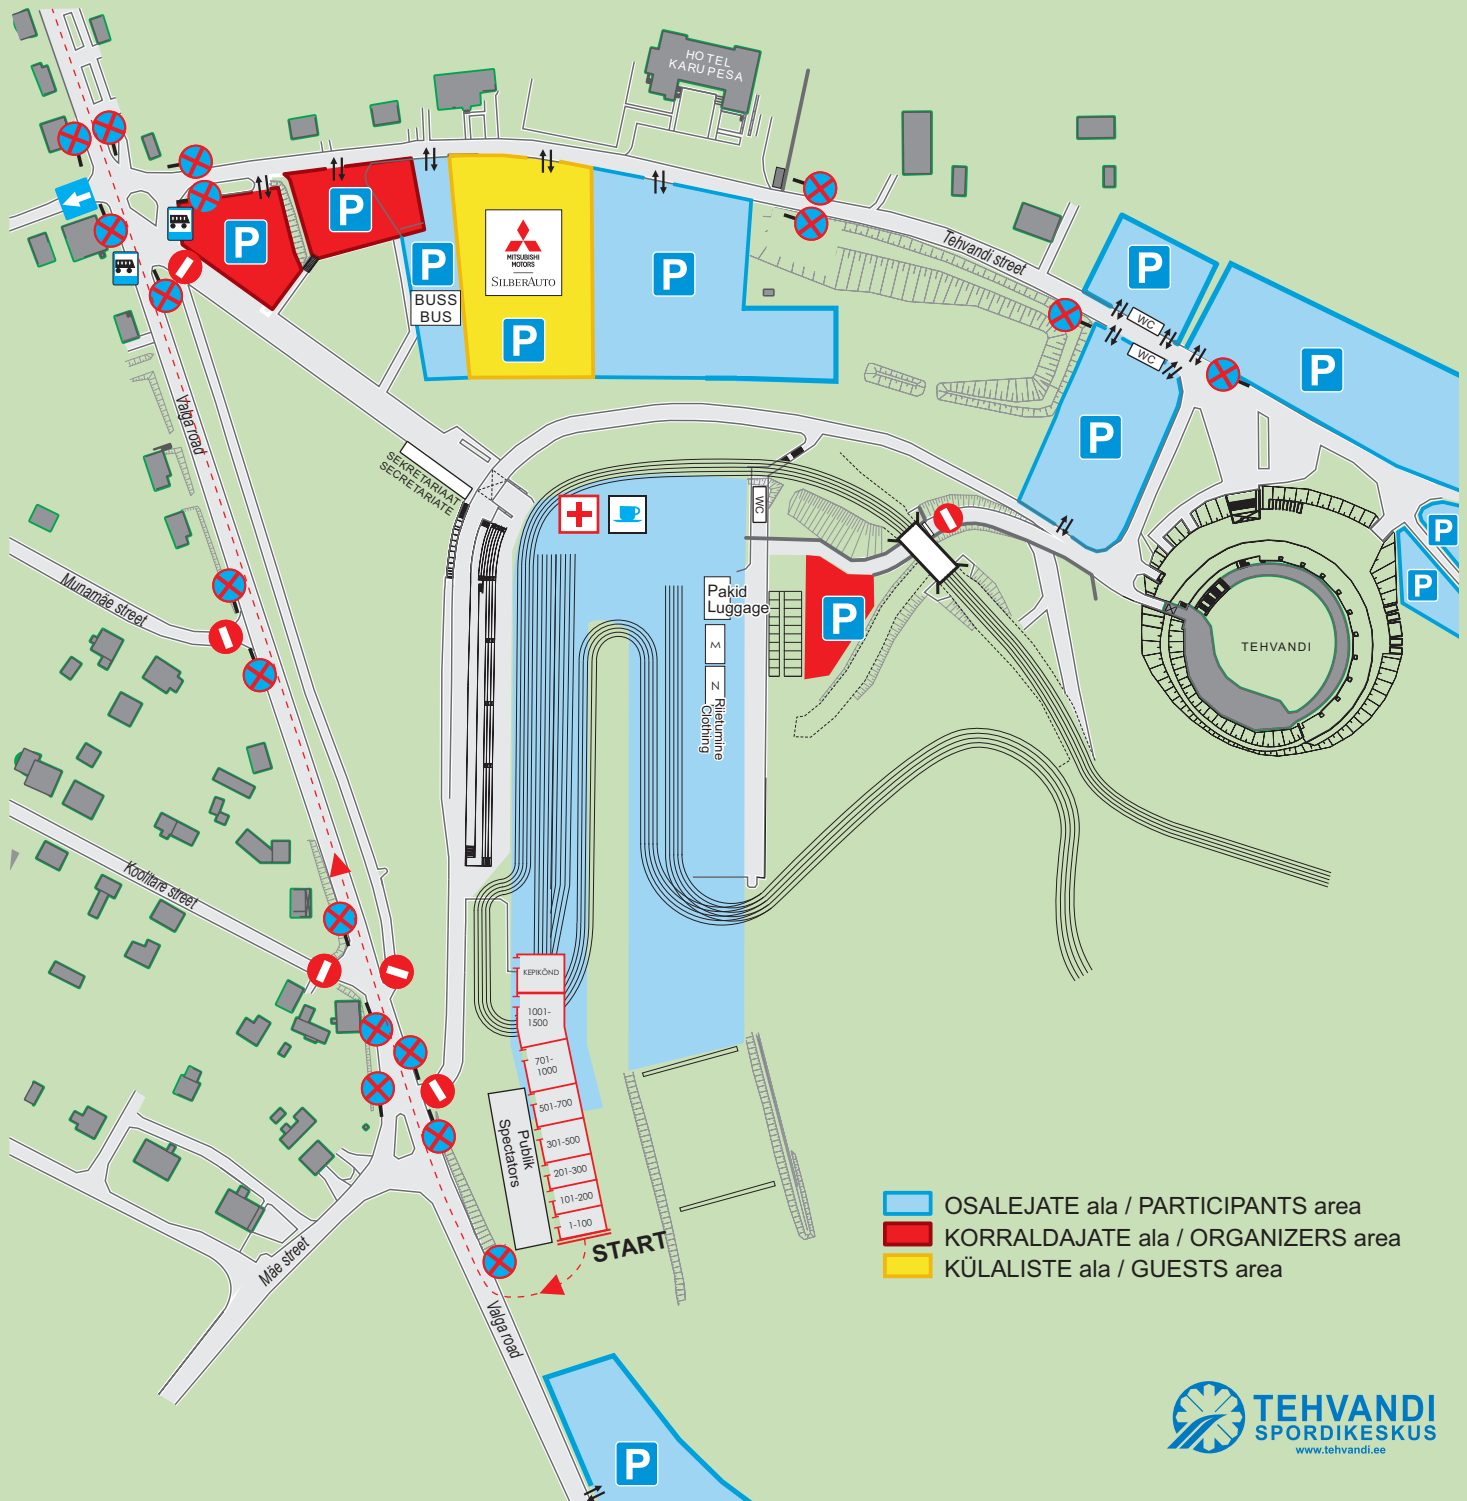 HOTEL
KARUPESA
P
P
P
BUSS
BUS
MITSUBISHI
MOTORS
SILBERAUTO
P
P
Tehvandi street
P
WC
WC
P
P
P
P
Valga road
SEKRETARIAAT
SECRETARIATE
WC
Munamäe street
Pakid
Luggage
M
N
Riietumine
Clothing
P
TEHVANDI
Koolitare street
KEPIKÕND
1001-
1500
701-
1000
501-700
301-500
201-300
101-200
1-100
Publik
Spectators
START
Mäe street
Valga road
P
OSALEJATE ala / PARTICIPANTS area
KORRALDAJATE ala / ORGANIZERS area
KÜLALISTE ala / GUESTS area
TEHVANDI
SPORDIKESKUS
www.tehvandi.ee